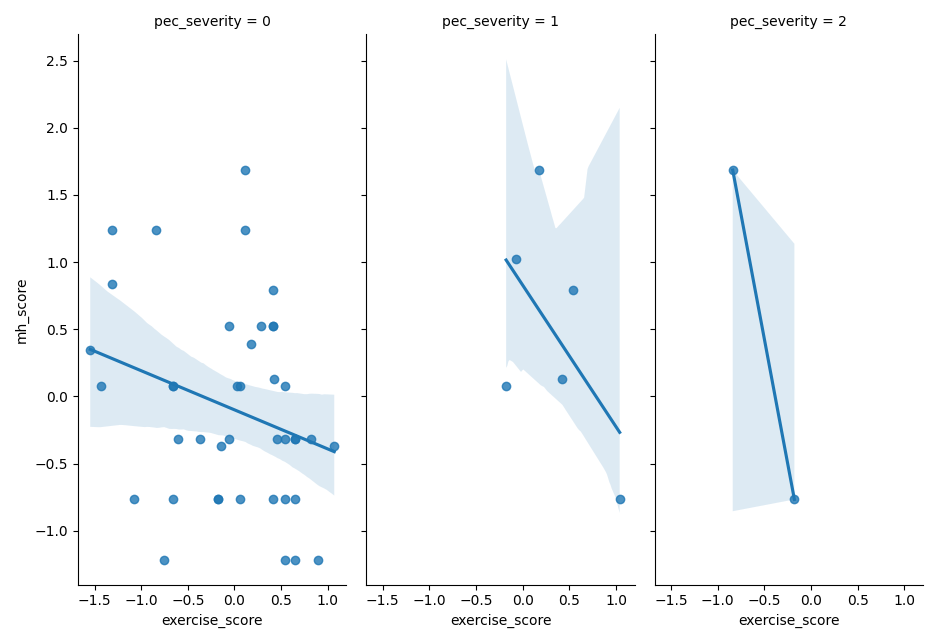 pec_severity = 0
pec_severity = 1
pec_severity = 2
mh_score
2.5
2.0
1.5
1.0
0.5
0.0
−0.5
−1.0
−1.5 −1.0 −0.5 0.0 0.5 1.0
−1.5 −1.0 −0.5 0.0 0.5 1.0
−1.5 −1.0 −0.5 0.0 0.5 1.0
exercise_score
exercise_score
exercise_score